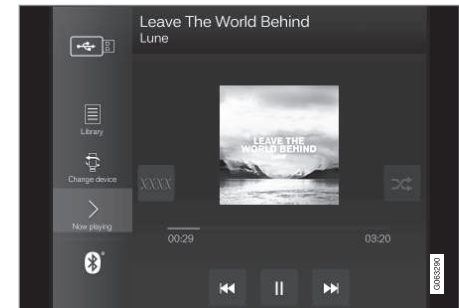 Leave The World Behind
Lune
Library
Change device
Now playing
LEAVE THE
WORLD BEHIND
LUNE
XXXX
00:29
03:20
G063290